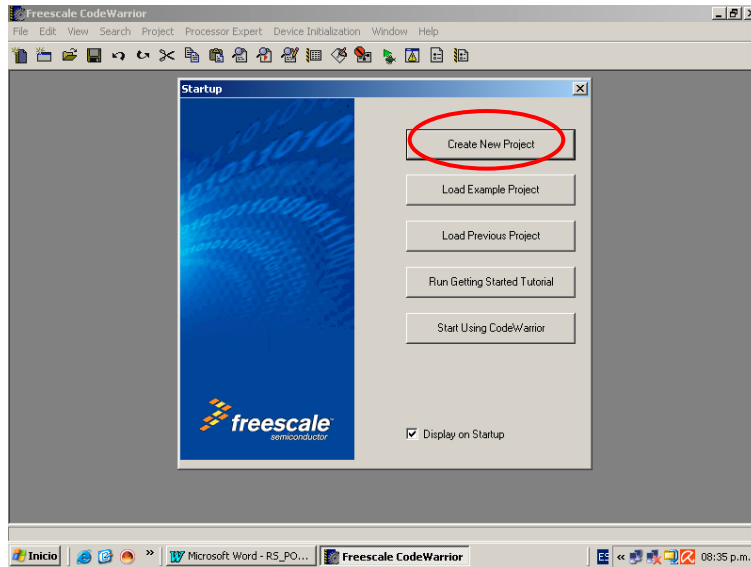 Freescale CodeWarrior
File Edit View Search Project Processor Expert Device Initialization Window Help
Startup
Create New Project
Load Example Project
Load Previous Project
Run Getting Started Tutorial
Start Using CodeWarrior
freescale
semiconductor
Display on Startup
Inicio
Microsoft Word - RS_PO...
Freescale CodeWarrior
ES
08:35 p.m.